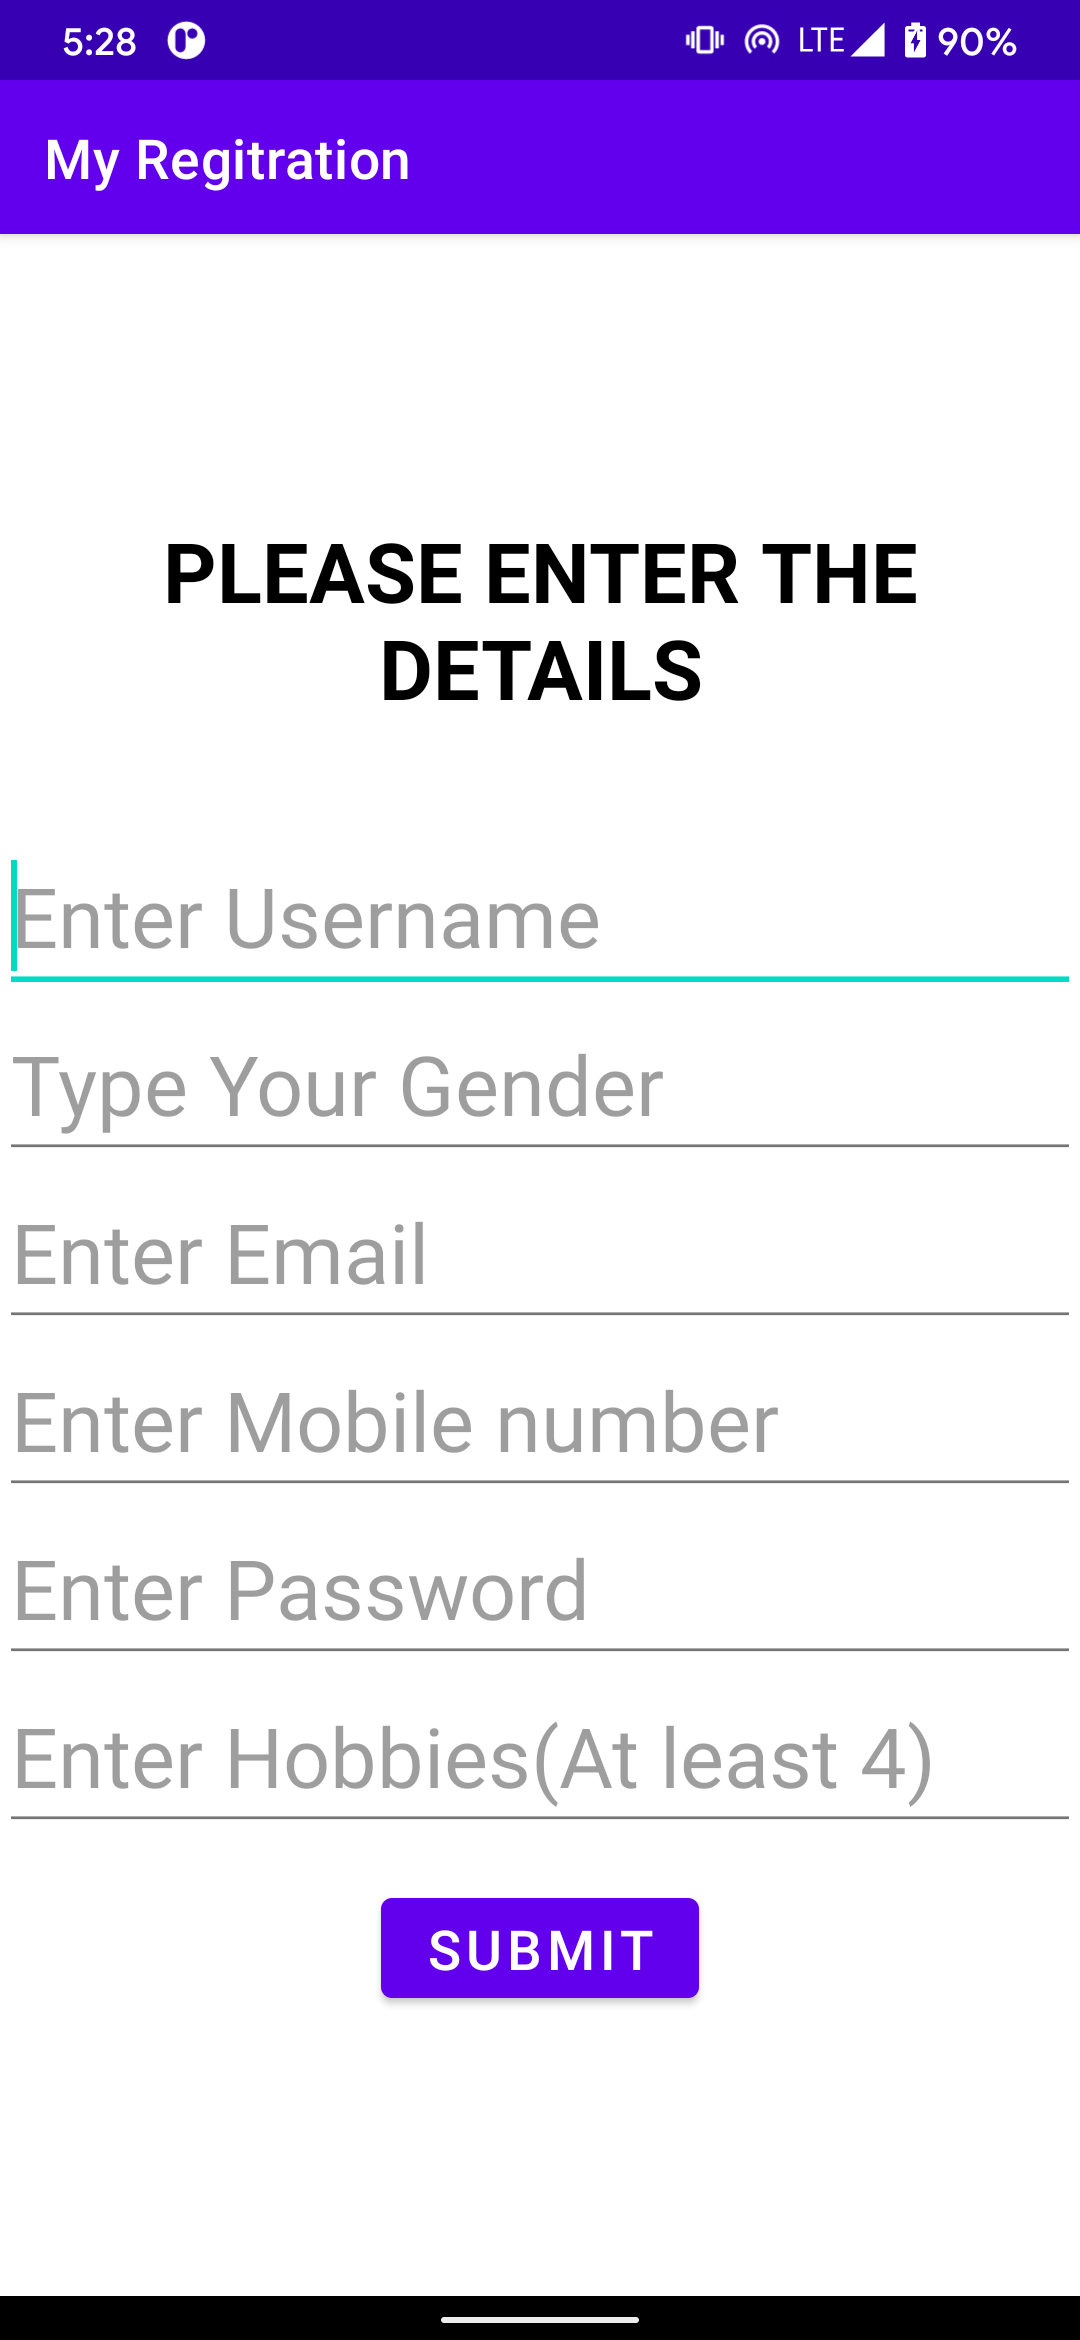 5:28 LTE 90%
My Regitration
PLEASE ENTER THE
DETAILS
Enter Username
Type Your Gender
Enter Email
Enter Mobile number
Enter Password
Enter Hobbies(At least 4)
SUBMIT